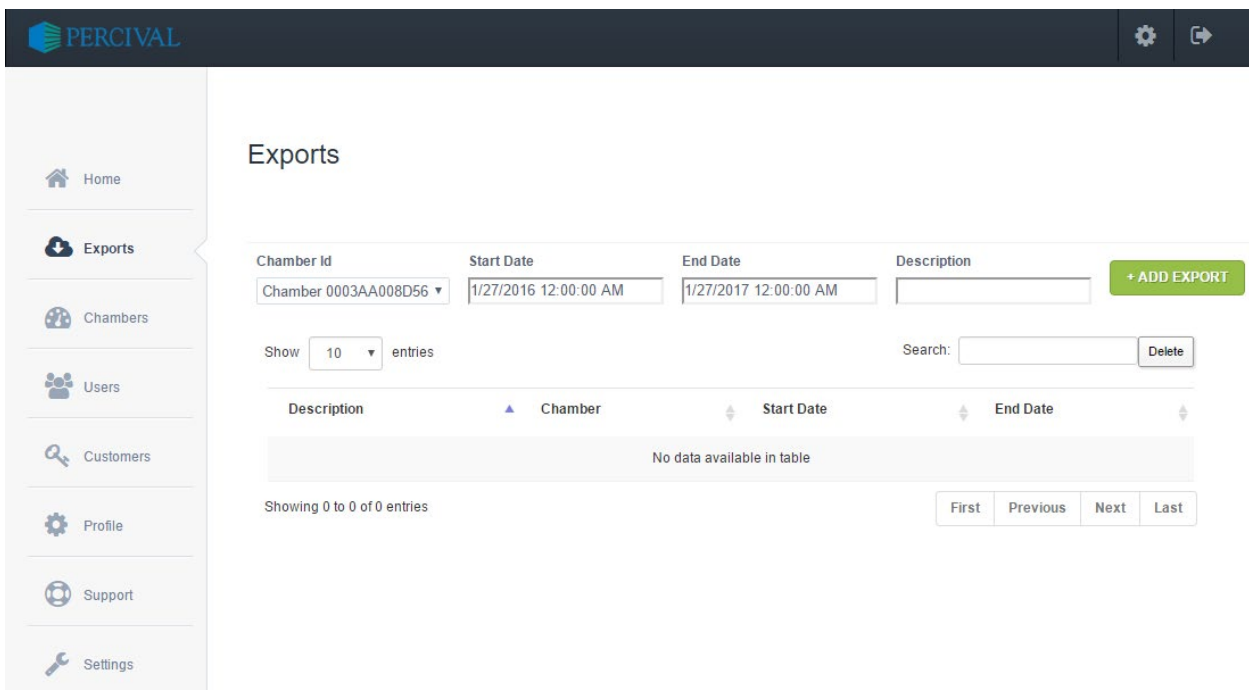 PERCIVAL
Home
Exports
Chambers
Users
Customers
Profile
Support
Settings
Exports
Chamber Id Start Date End Date Description
Chamber 0003AA008D56 1/27/2016 12:00:00 AM 1/27/2017 12:00:00 AM + ADD EXPORT
Show 10 entries Search: Delete
Description Chamber Start Date End Date
No data available in table
Showing 0 to 0 of 0 entries First Previous Next Last